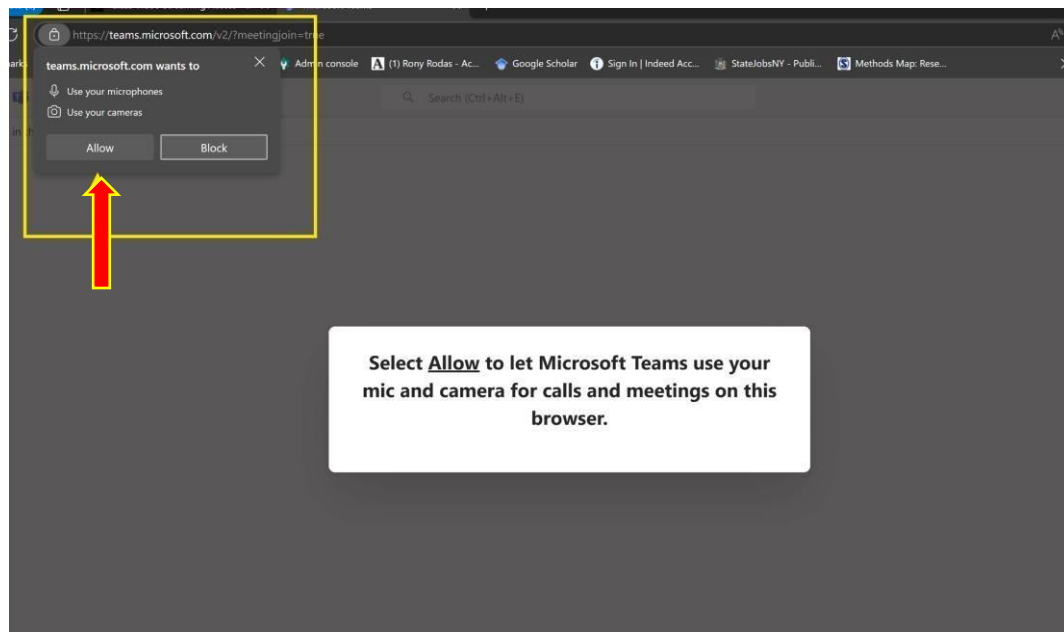 https://teams.microsoft.com/v2/?meetingjoin=true
teams.microsoft.com wants to
Use your microphones
Use your cameras
Allow Block
Admin console (1) Rony Rodas - Ac... Google Scholar Sign In | Indeed Acc... StateJobsNY - Publi... Methods Map: Rese...
Search (Ctrl+Alt+E)
Select Allow to let Microsoft Teams use your
mic and camera for calls and meetings on this
browser.